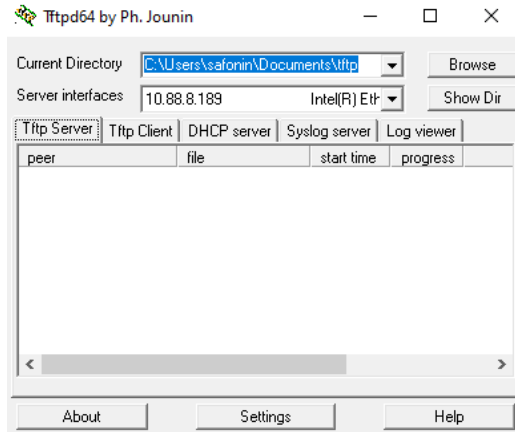 Tftpd64 by Ph. Jounin
Current Directory C:\Users\safonin\Documents\tftp Browse
Server interfaces 10.88.8.189 Intel(R) Eth Show Dir
Tftp Server Tftp Client DHCP server Syslog server Log viewer
peer file start time progress
About Settings Help